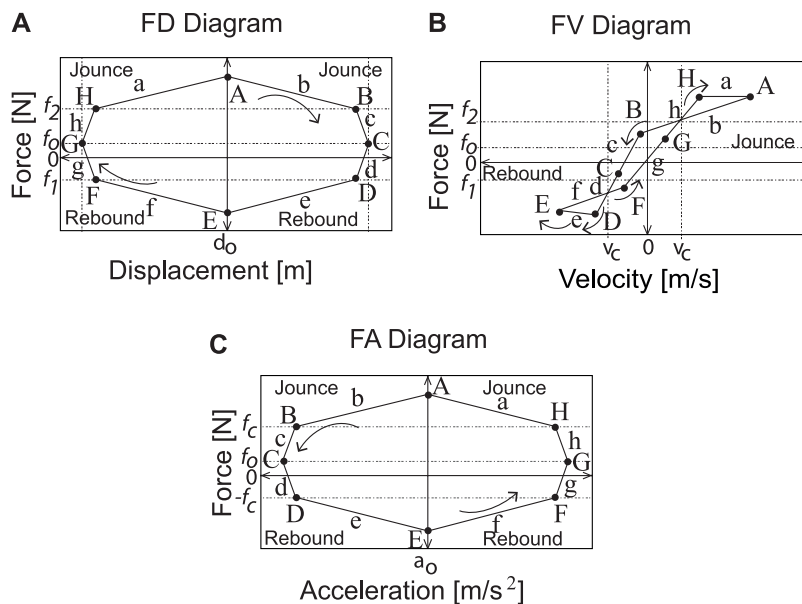 A
FD Diagram
Jounce
a
b
Jounce
A
H
B
f2
h
c
fo
G
C
0
g
d
f1
F
D
f
e
Rebound
E
Rebound
do
Force [N]
Displacement [m]
B
FV Diagram
H
a
A
f2
B
h
b
fo
c
G
Jounce
0
C
g
Rebound
f1
f
d
F
E
e
D
vc
0
vc
Force [N]
Velocity [m/s]
C
FA Diagram
Jounce
b
A
Jounce
a
fc
B
H
c
h
fo
C
G
0
d
g
-fc
D
F
e
f
Rebound
E
Rebound
ao
Force [N]
Acceleration [m/s²]